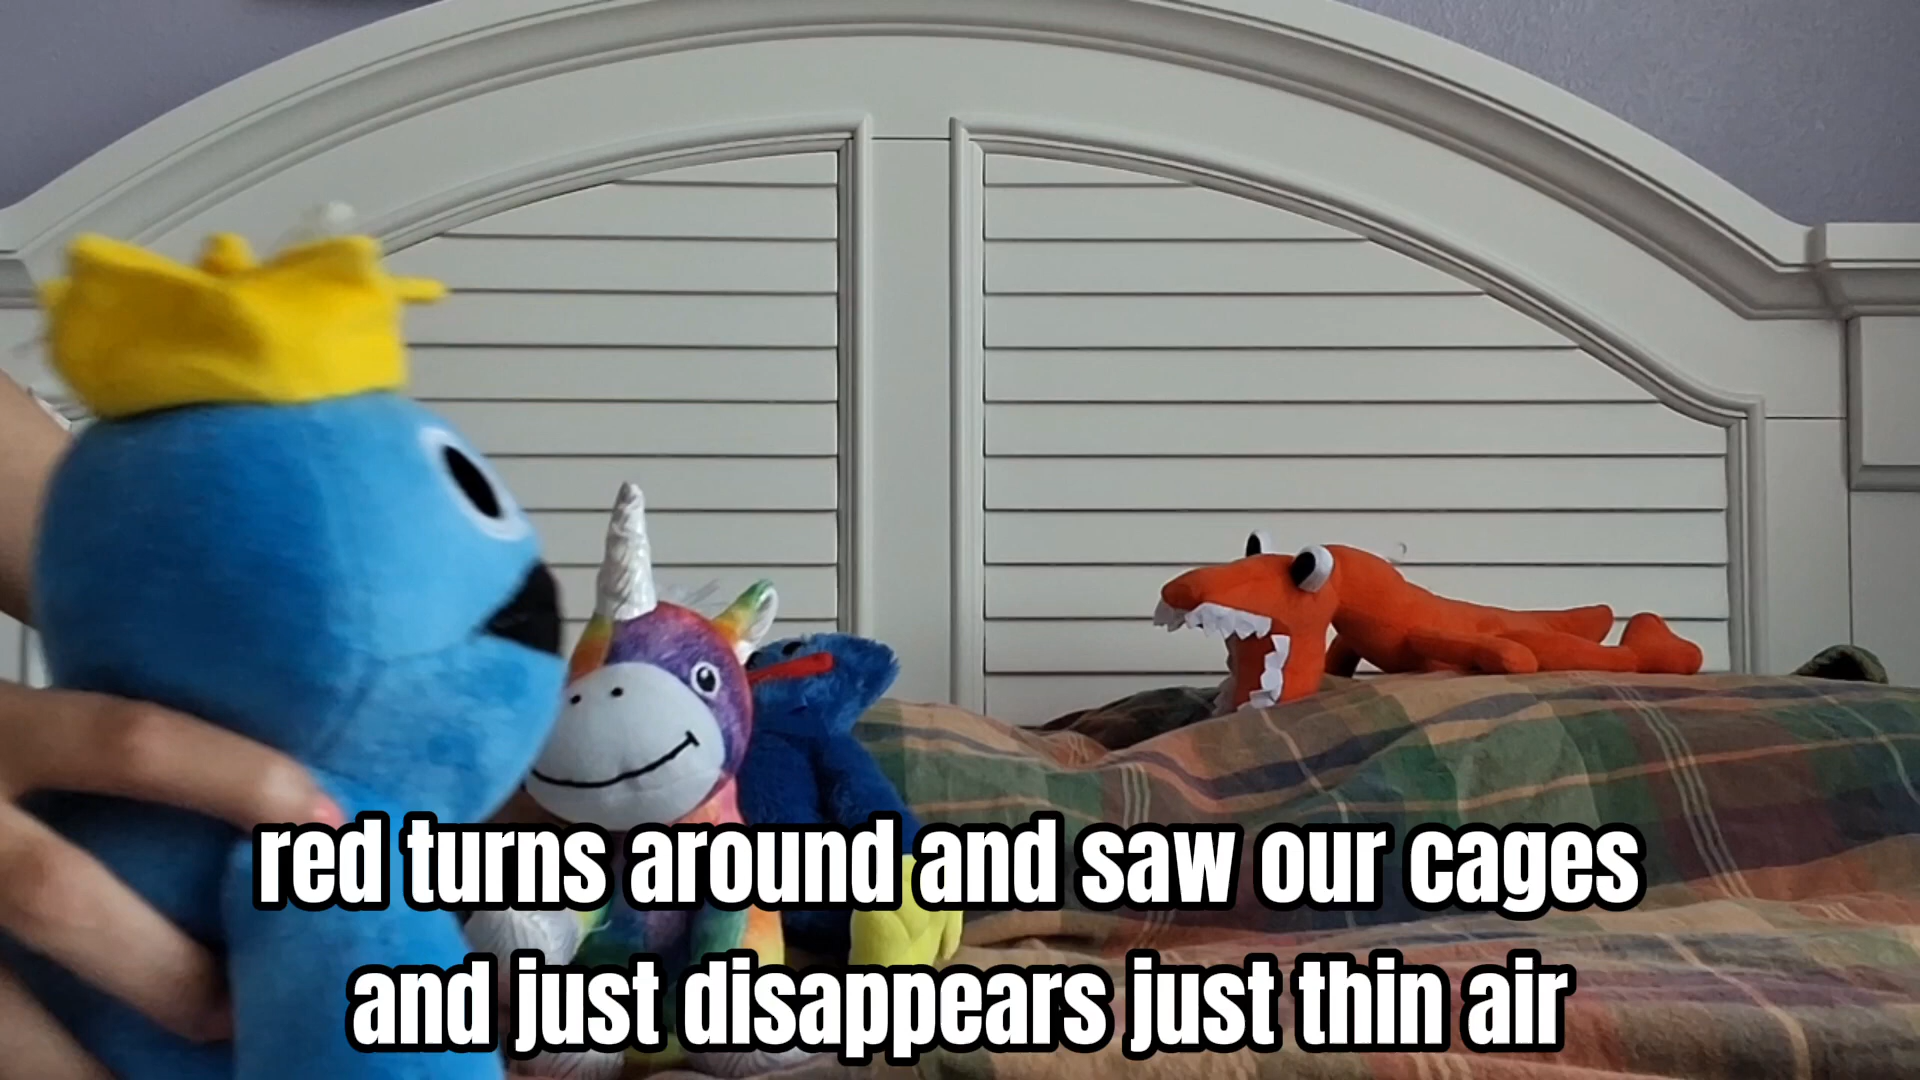 red turns around and saw our cages
and just disappears just thin air